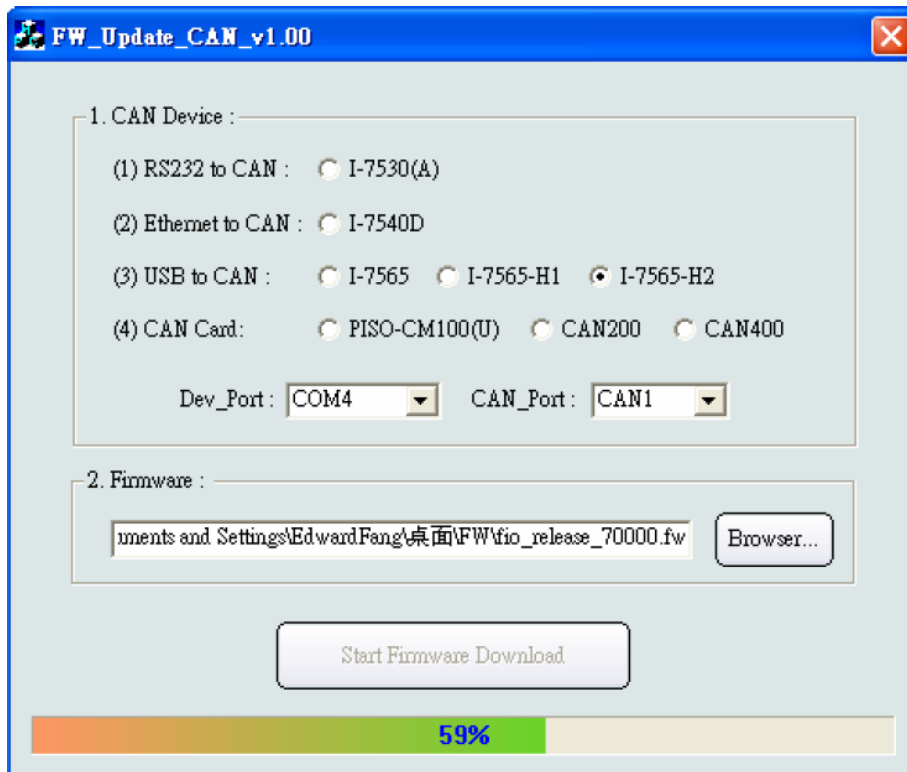 FW_Update_CAN_v1.00
1. CAN Device :
(1) RS232 to CAN : I-7530(A)
(2) Ethernet to CAN : I-7540D
(3) USB to CAN : I-7565 I-7565-H1 I-7565-H2
(4) CAN Card: PISO-CM100(U) CAN200 CAN400
Dev_Port : COM4 CAN_Port : CAN1
2. Firmware :
uments and Settings\EdwardFang\桌面\FW\fio_release_70000.fw Browser...
Start Firmware Download
59%